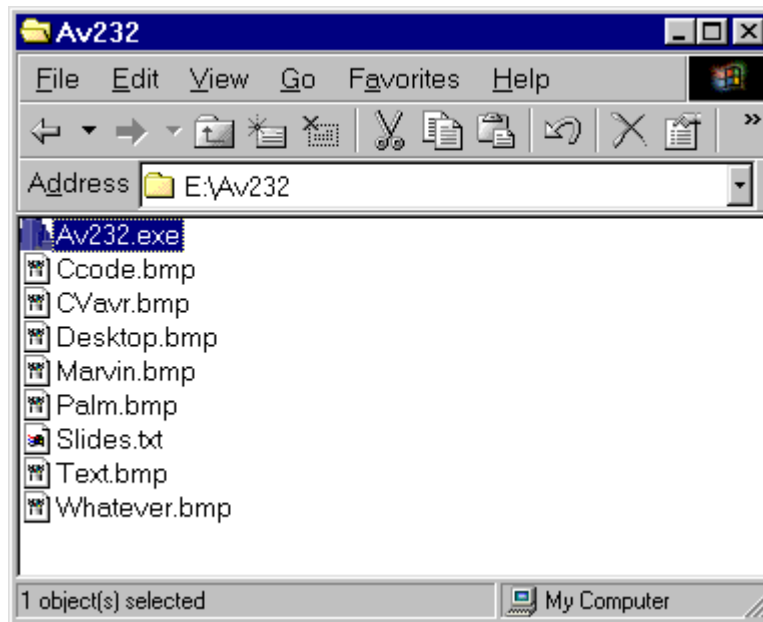 Av232
File Edit View Go Favorites Help
»
Address E:\Av232
Av232.exe
Ccode.bmp
CVavr.bmp
Desktop.bmp
Marvin.bmp
Palm.bmp
Slides.txt
Text.bmp
Whatever.bmp
1 object(s) selected My Computer